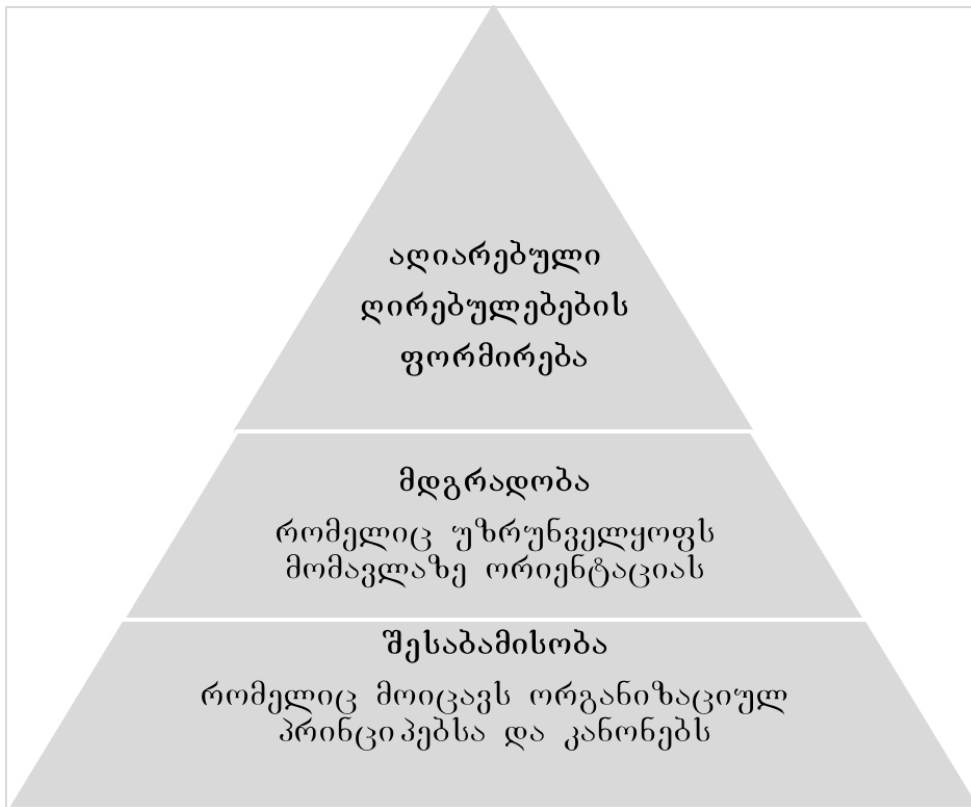 აღიარებული
ღირებულებების
ფორმირება
მდგრადობა
რომელიც უზრუნველყოფს
მომავლაზე ორიენტაციას
შესაბამისობა
რომელიც მოიცავს ორგანიზაციულ
პრინციპებსა და კანონებს